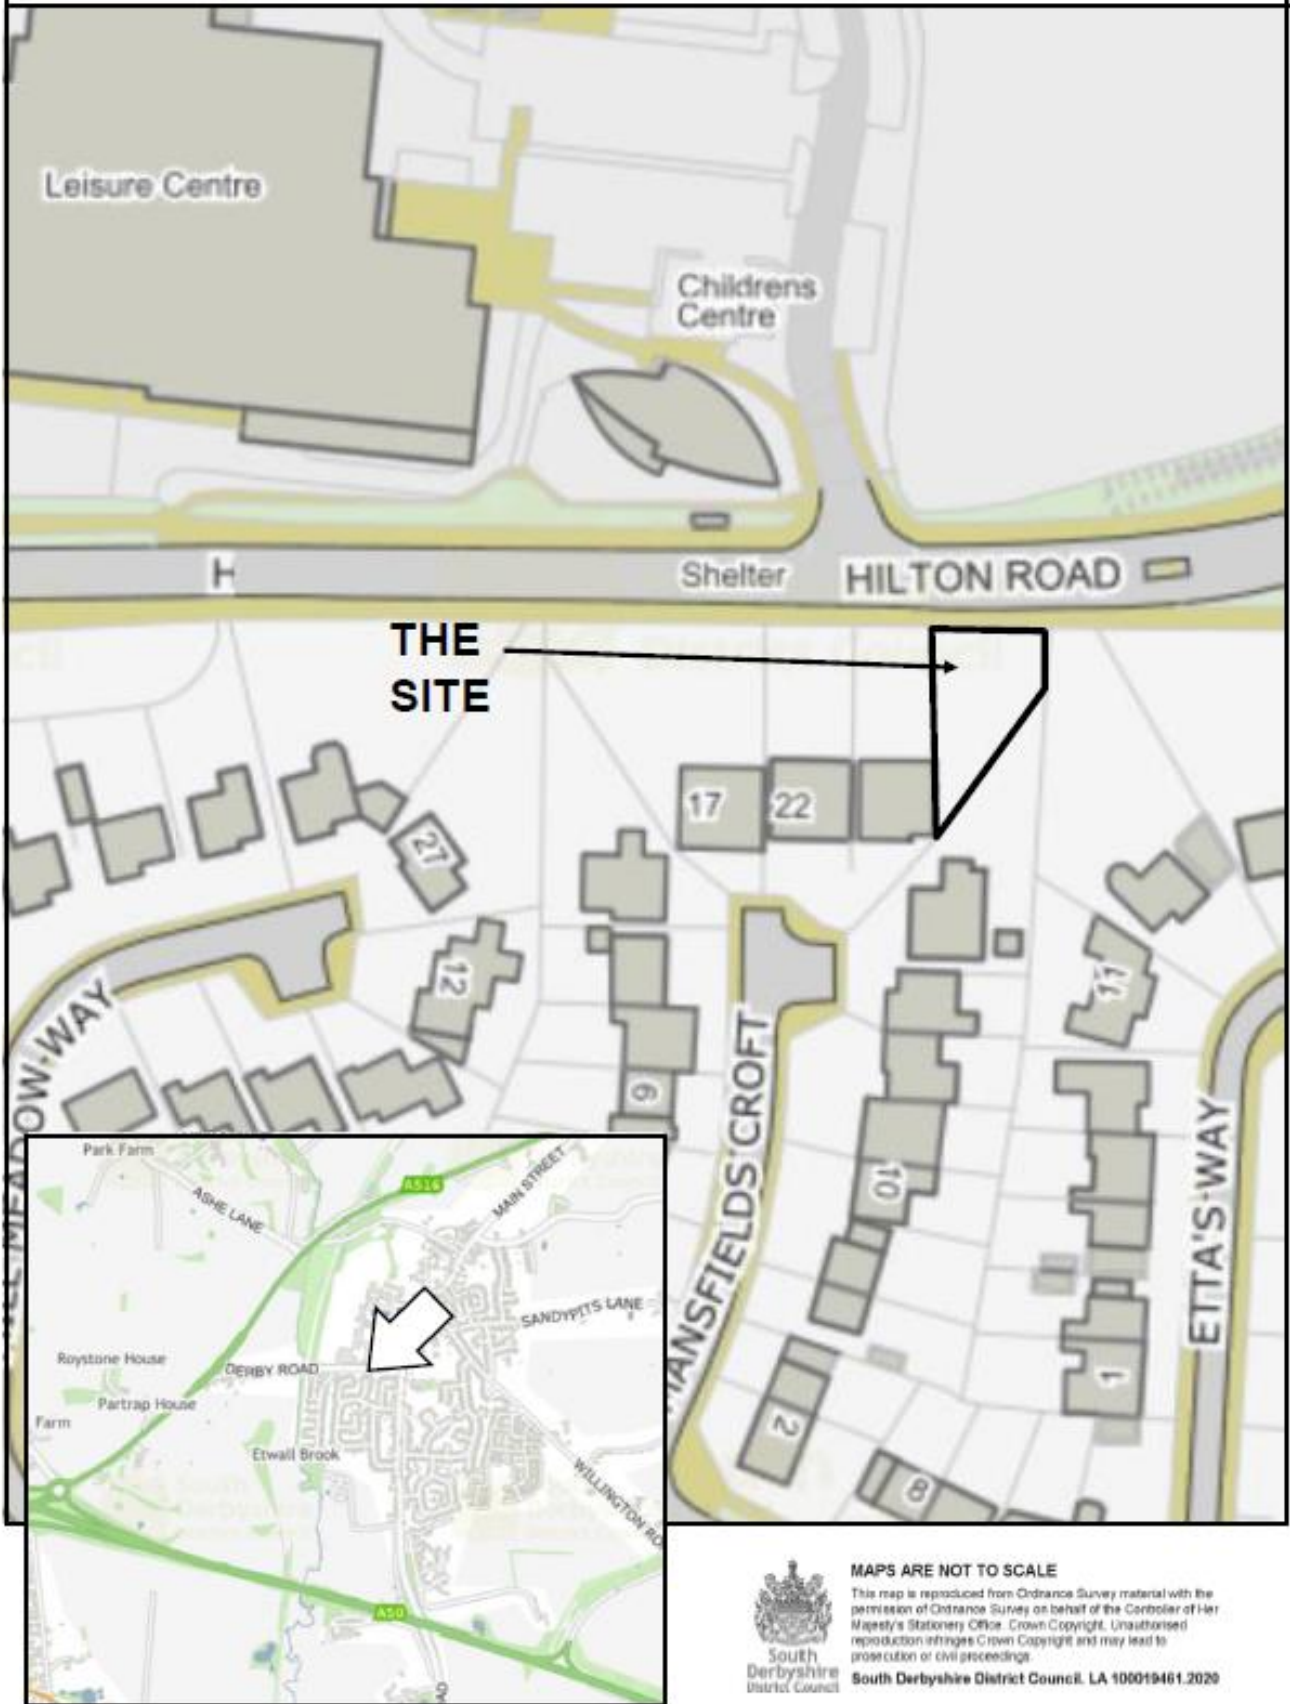 Leisure Centre
Childrens
Centre
H
Shelter
HILTON ROAD
THE
SITE
17
22
27
12
11
6
10
2
8
1
MANSFIELDS CROFT
ETTA'S WAY
Park Farm
ASHE LANE
A516
MAIN STREET
SANDYPITS LANE
Roystone House
DERBY ROAD
Partrap House
Farm
Etwall Brook
WILLINGTON RO
A50
South
Derbyshire
District Council
MAPS ARE NOT TO SCALE
This map is reproduced from Ordnance Survey material with the
permission of Ordnance Survey on behalf of the Controller of Her
Majesty's Stationery Office. Crown Copyright. Unauthorised
reproduction infringes Crown Copyright and may lead to
prosecution or civil proceedings.
South Derbyshire District Council. LA 100019461.2020